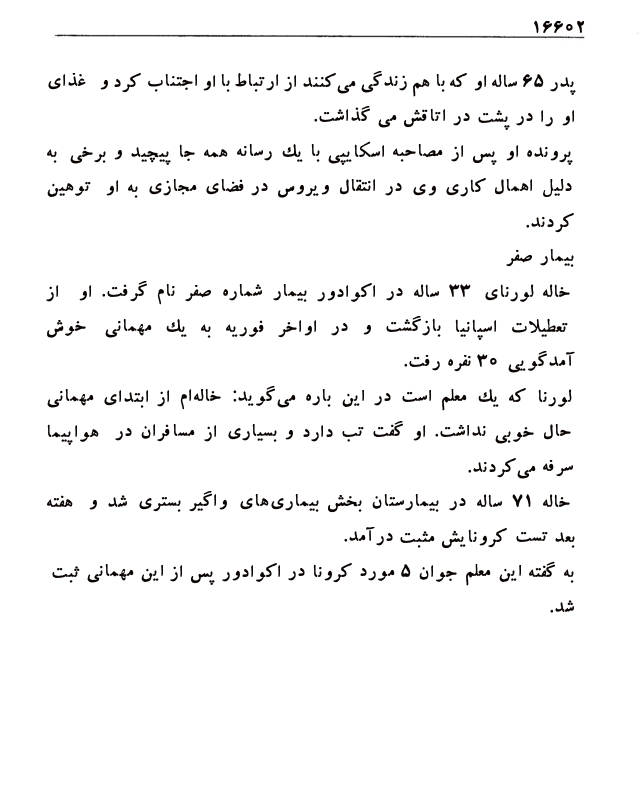 ۱۶۶۰۲
پدر ۶۵ ساله او که با هم زندگی می‌کنند از ارتباط با او اجتناب کرد و غذای
او را در پشت در اتاقش می گذاشت.
پرونده او پس از مصاحبه اسکایپی با یك رسانه همه جا پیچید و برخی به
دلیل اهمال کاری وی در انتقال ویروس در فضای مجازی به او توهین
کردند.
بیمار صفر
خاله لورنای ۳۳ ساله در اکوادور بیمار شماره صفر نام گرفت. او از
تعطیلات اسپانیا بازگشت و در اواخر فوریه به یك مهمانی خوش
آمدگویی ۳۰ نفره رفت.
لورنا که یك معلم است در این باره می‌گوید: خاله‌ام از ابتدای مهمانی
حال خوبی نداشت. او گفت تب دارد و بسیاری از مسافران در هواپیما
سرفه می‌کردند.
خاله ۷۱ ساله در بیمارستان بخش بیماری‌های واگیر بستری شد و هفته
بعد تست کرونایش مثبت درآمد.
به گفته این معلم جوان ۵ مورد کرونا در اکوادور پس از این مهمانی ثبت
شد.